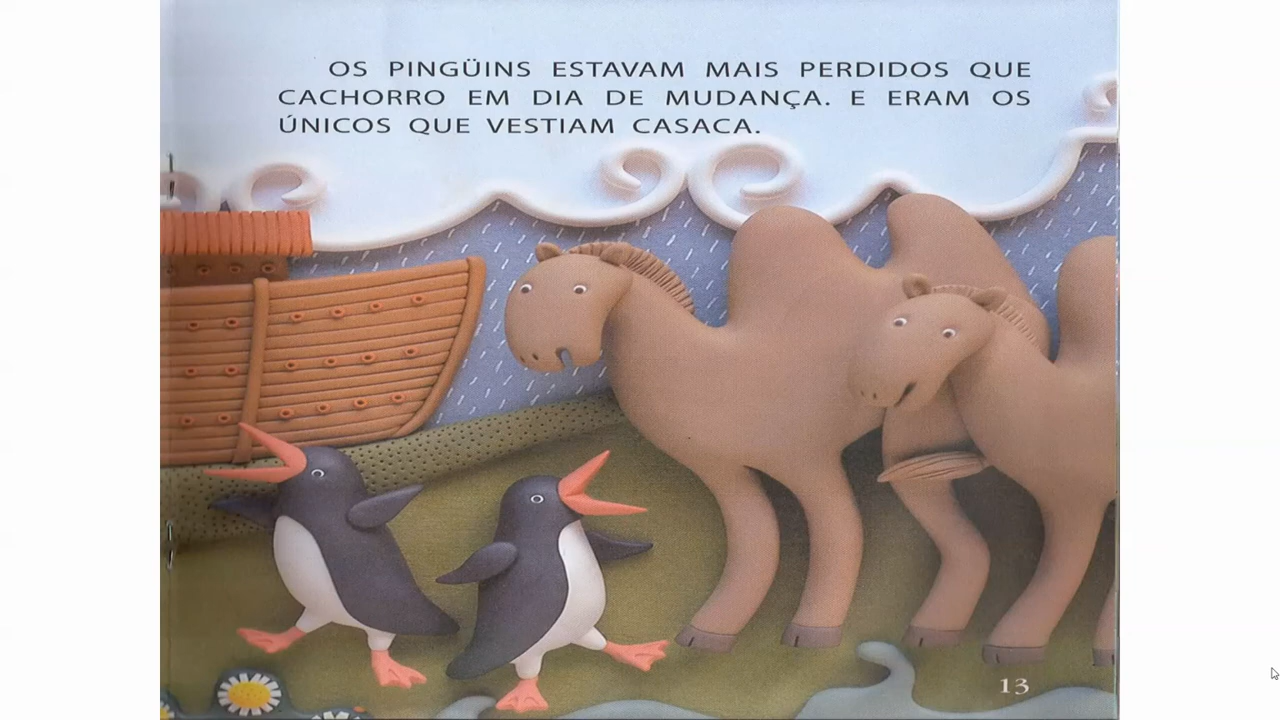 OS PINGÜINS ESTAVAM MAIS PERDIDOS QUE
CACHORRO EM DIA DE MUDANÇA. E ERAM OS
ÚNICOS QUE VESTIAM CASACA.
13